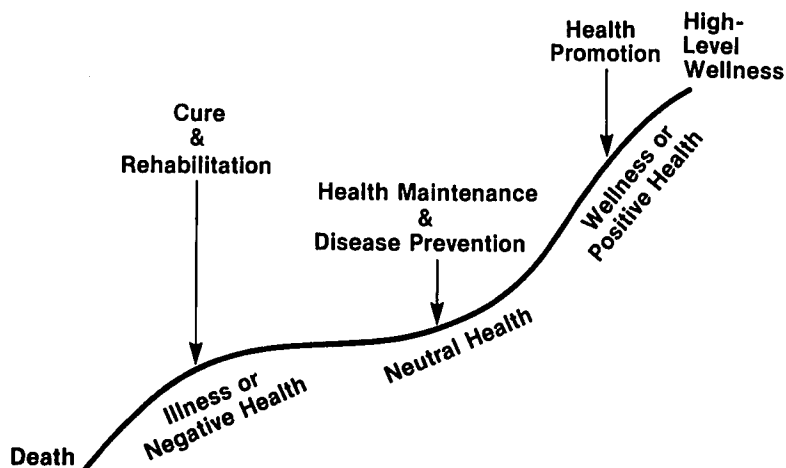 Health
Promotion
High-
Level
Wellness
Cure
&
Rehabilitation
Health Maintenance
&
Disease Prevention
Wellness or
Positive Health
Neutral Health
Illness or
Negative Health
Death